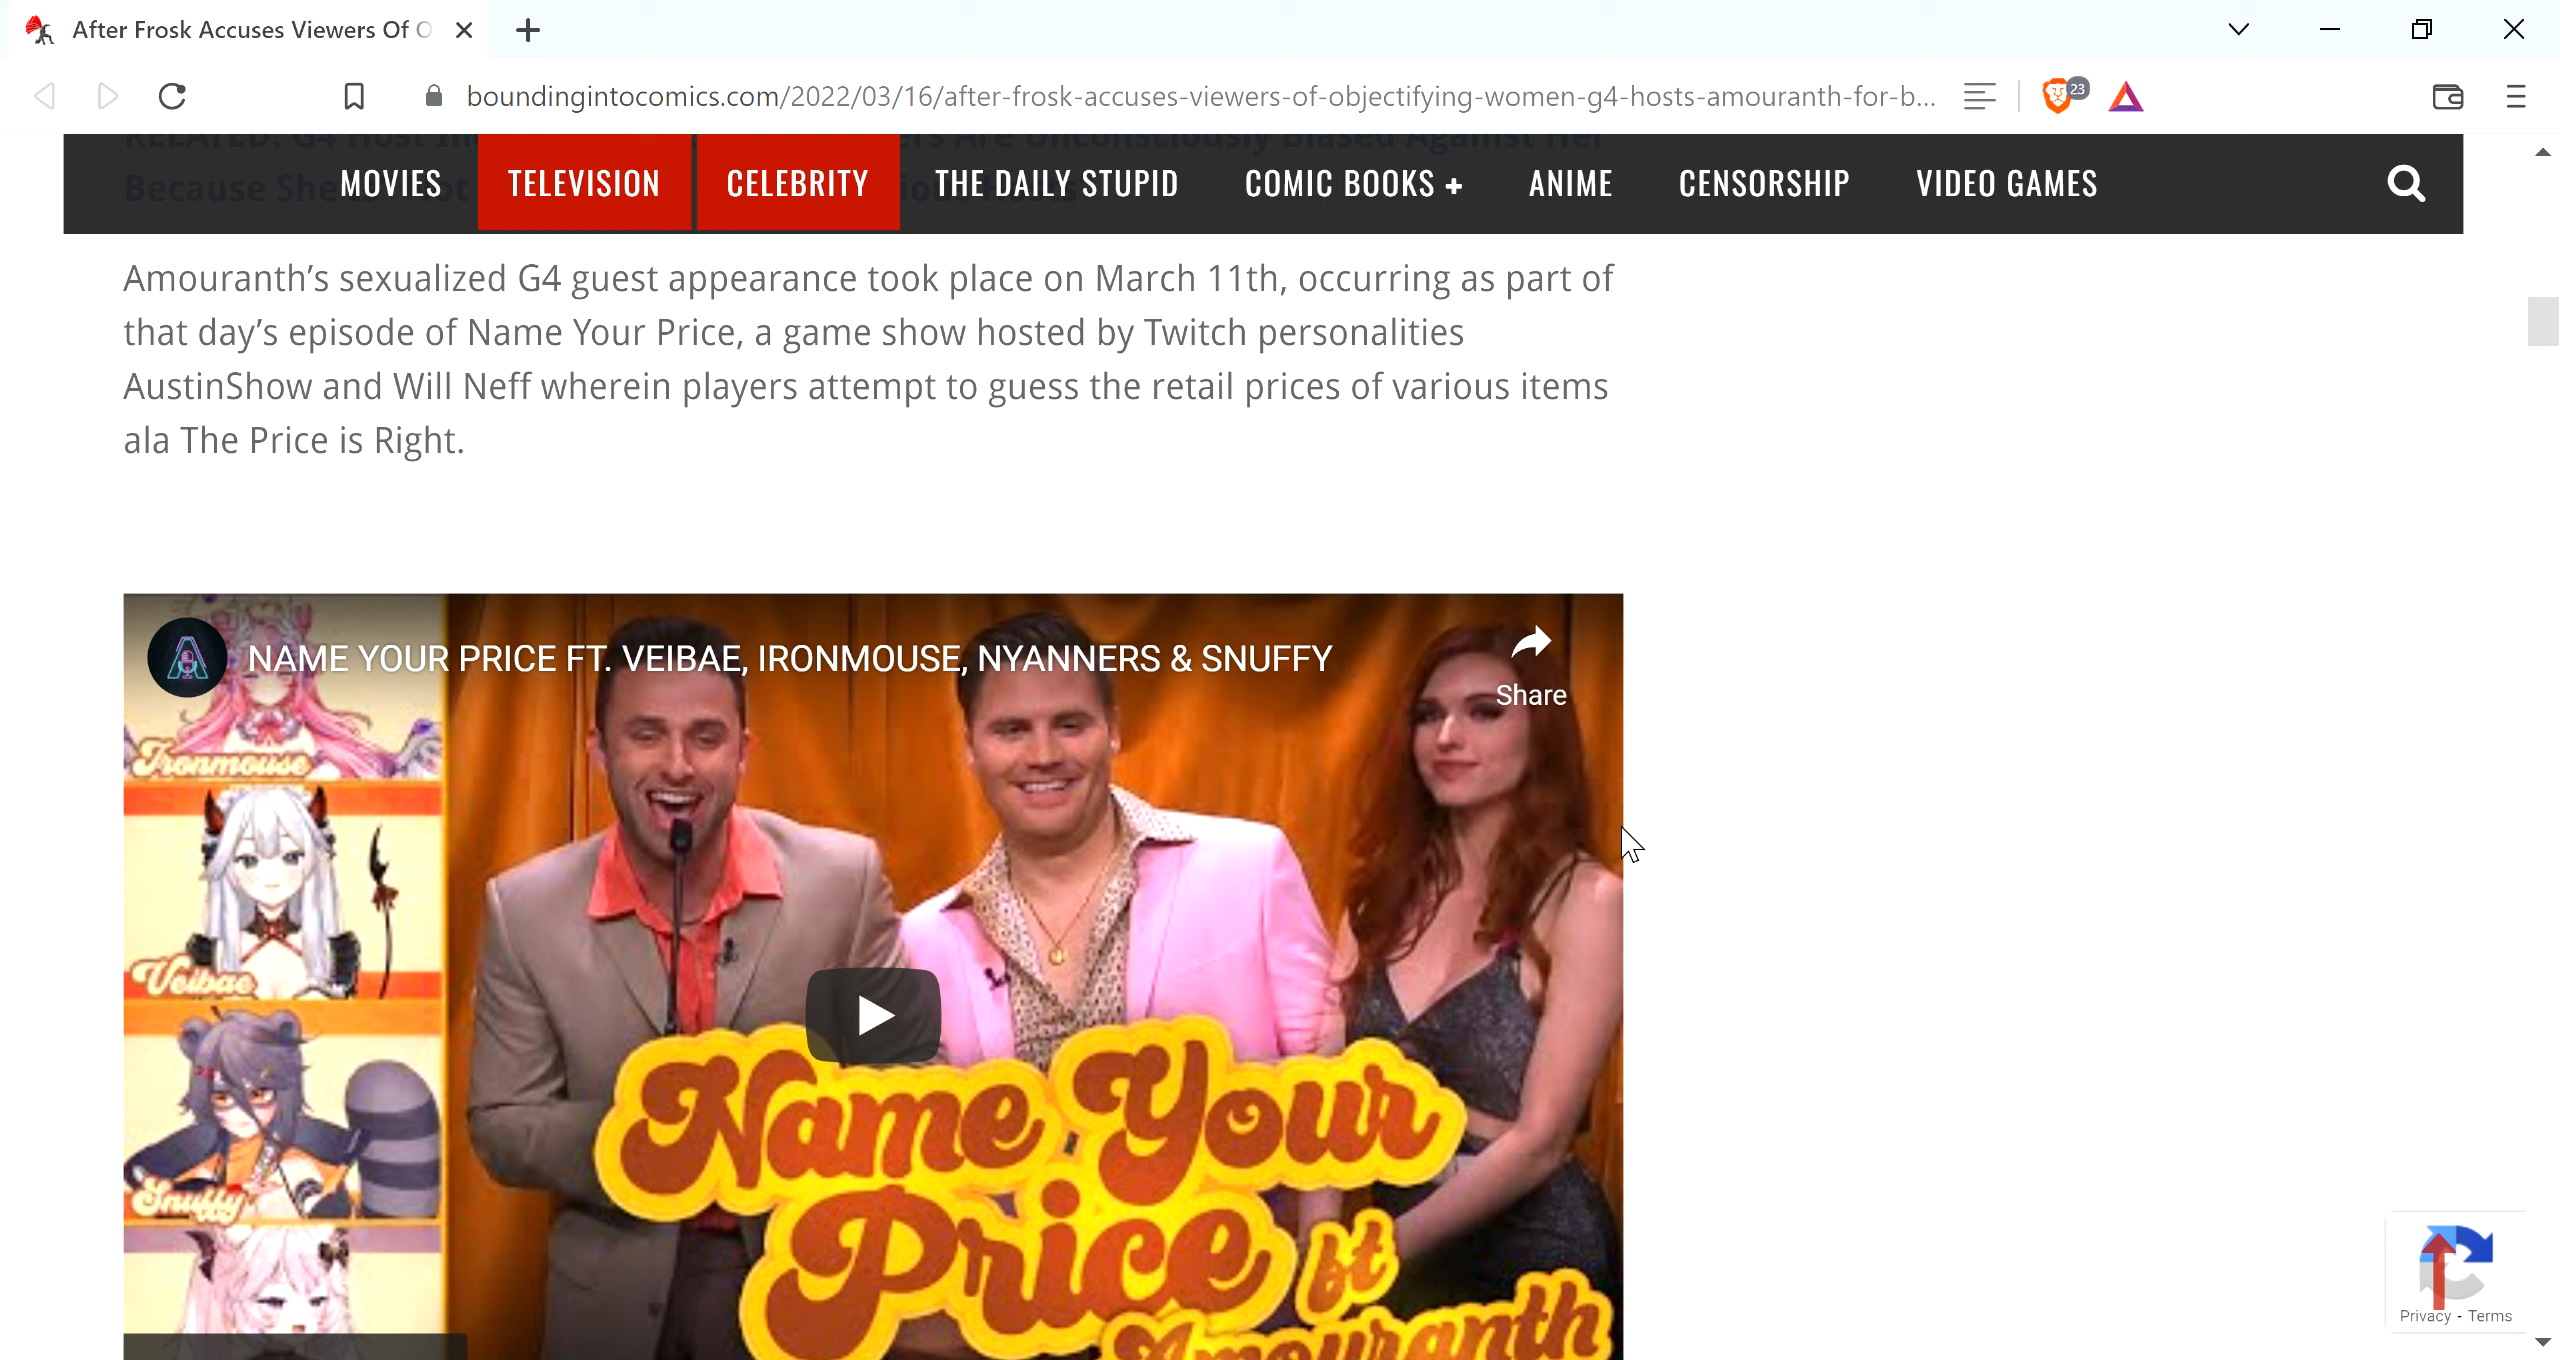 After Frosk Accuses Viewers Of O
boundingintocomics.com/2022/03/16/after-frosk-accuses-viewers-of-objectifying-women-g4-hosts-amouranth-for-b...
23
MOVIES TELEVISION CELEBRITY THE DAILY STUPID COMIC BOOKS + ANIME CENSORSHIP VIDEO GAMES
Amouranth’s sexualized G4 guest appearance took place on March 11th, occurring as part of
that day’s episode of Name Your Price, a game show hosted by Twitch personalities
AustinShow and Will Neff wherein players attempt to guess the retail prices of various items
ala The Price is Right.
NAME YOUR PRICE FT. VEIBAE, IRONMOUSE, NYANNERS & SNUFFY
Share
Ironmouse
Veibae
Snuffy
Name Your
Price ft
Amouranth
Privacy - Terms